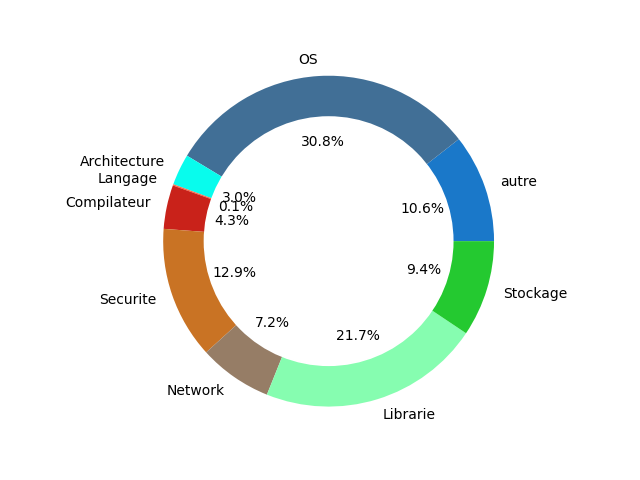 OS
30.8%
Architecture
Langage
autre
3.0%
0.1%
Compilateur
10.6%
4.3%
12.9%
9.4%
Securite
Stockage
7.2%
21.7%
Network
Librarie